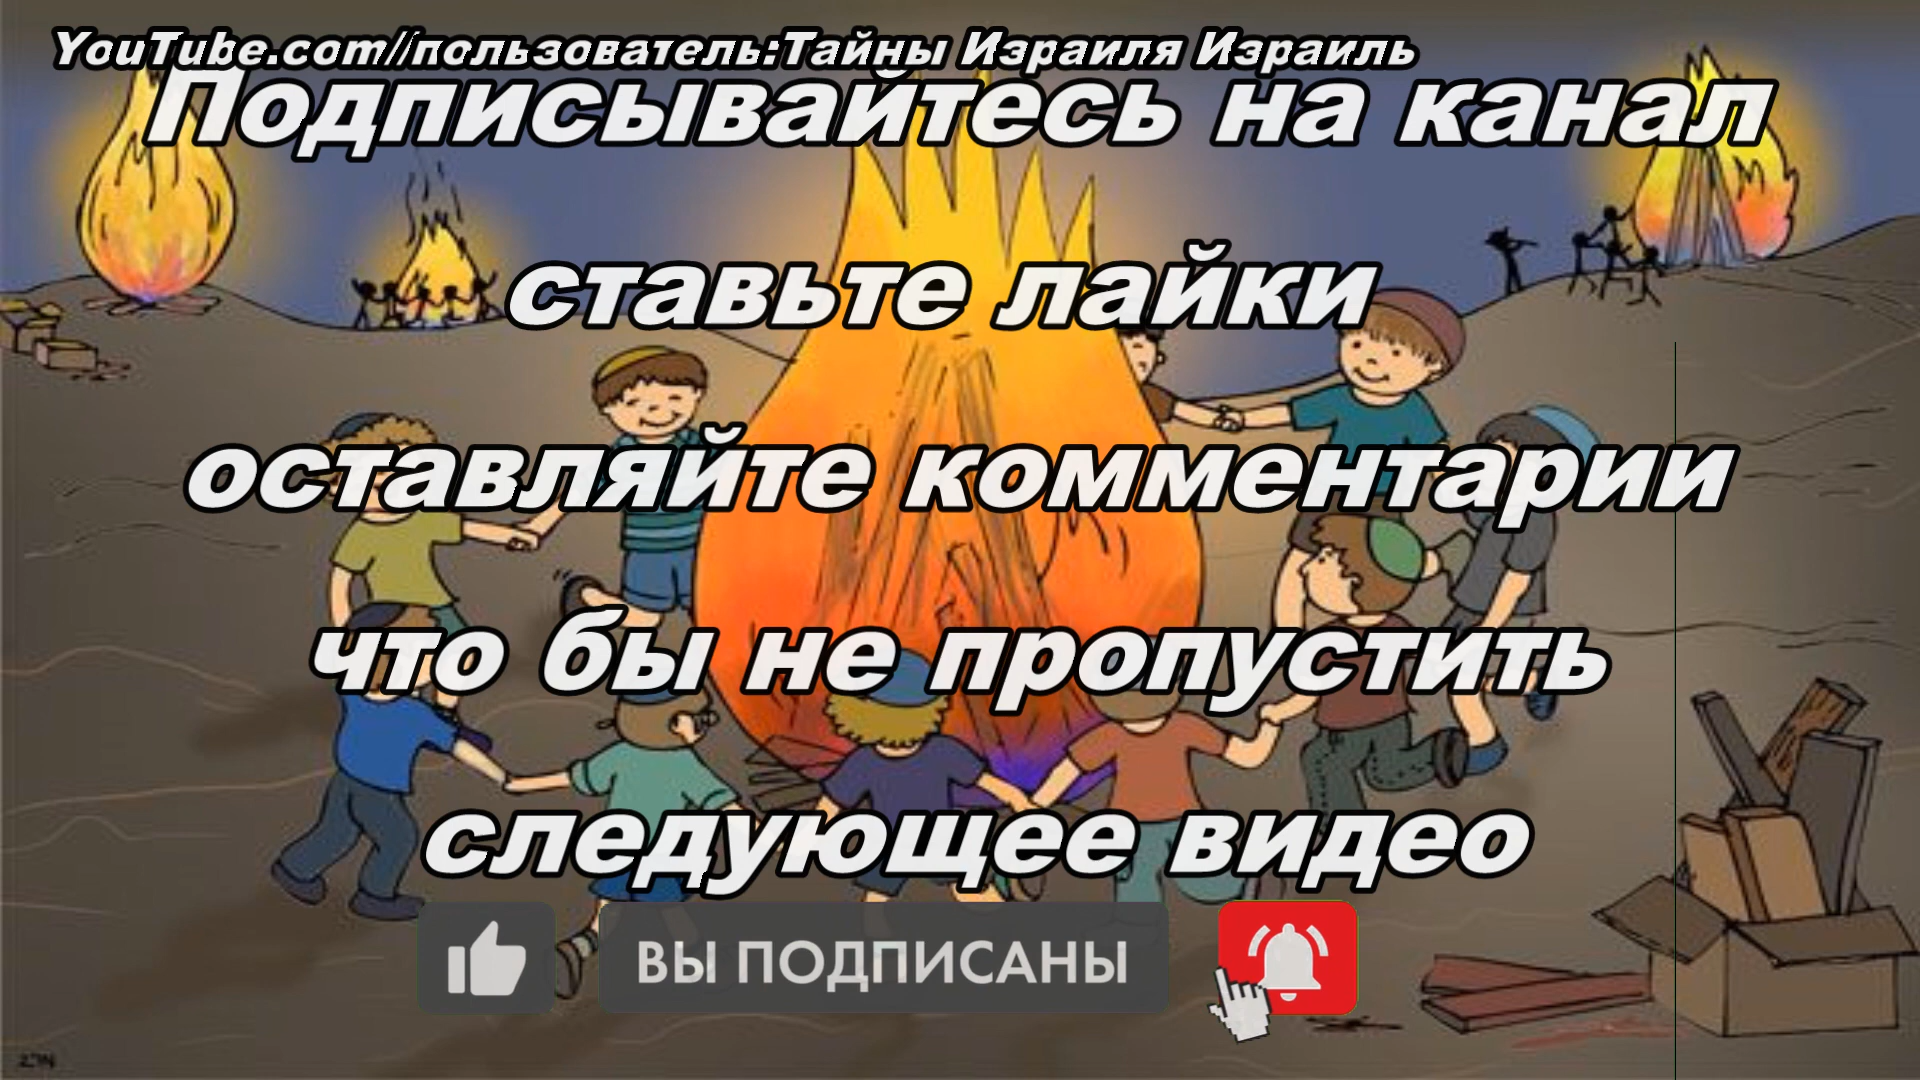 YouTube.com//пользователь:Тайны Израиля Израиль
Подписывайтесь на канал
ставьте лайки
оставляйте комментарии
что бы не пропустить
следующее видео
ВЫ ПОДПИСАНЫ